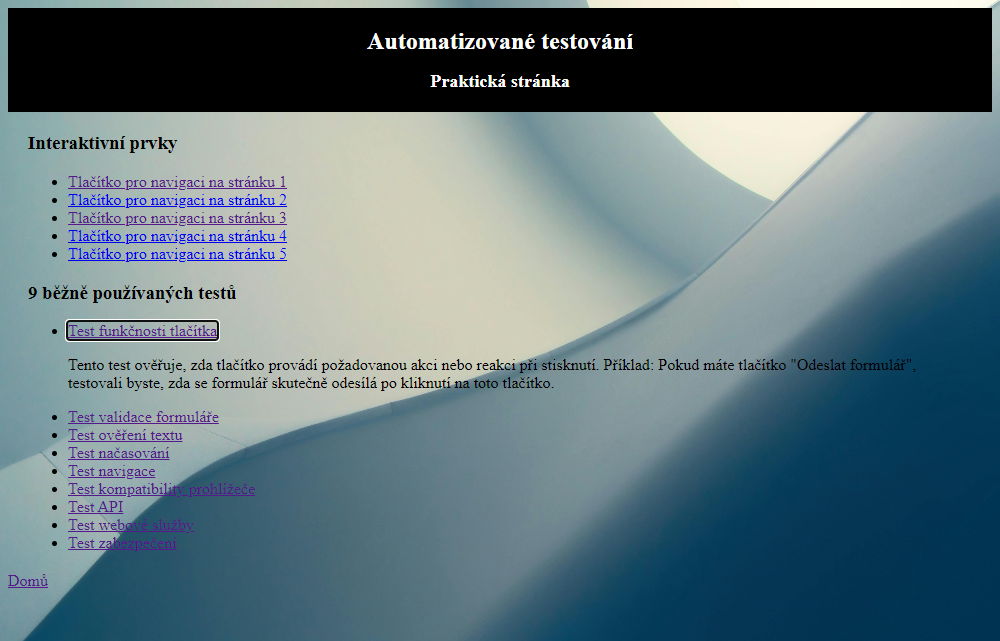 Automatizované testování
Praktická stránka
Interaktivní prvky
Tlačítko pro navigaci na stránku 1
Tlačítko pro navigaci na stránku 2
Tlačítko pro navigaci na stránku 3
Tlačítko pro navigaci na stránku 4
Tlačítko pro navigaci na stránku 5
9 běžně používaných testů
Test funkčnosti tlačítka
Tento test ověřuje, zda tlačítko provádí požadovanou akci nebo reakci při stisknutí. Příklad: Pokud máte tlačítko "Odeslat formulář",
testovali byste, zda se formulář skutečně odesílá po kliknutí na toto tlačítko.
Test validace formuláře
Test ověření textu
Test načasování
Test navigace
Test kompatibility prohlížeče
Test API
Test webové služby
Test zabezpečení
Domů